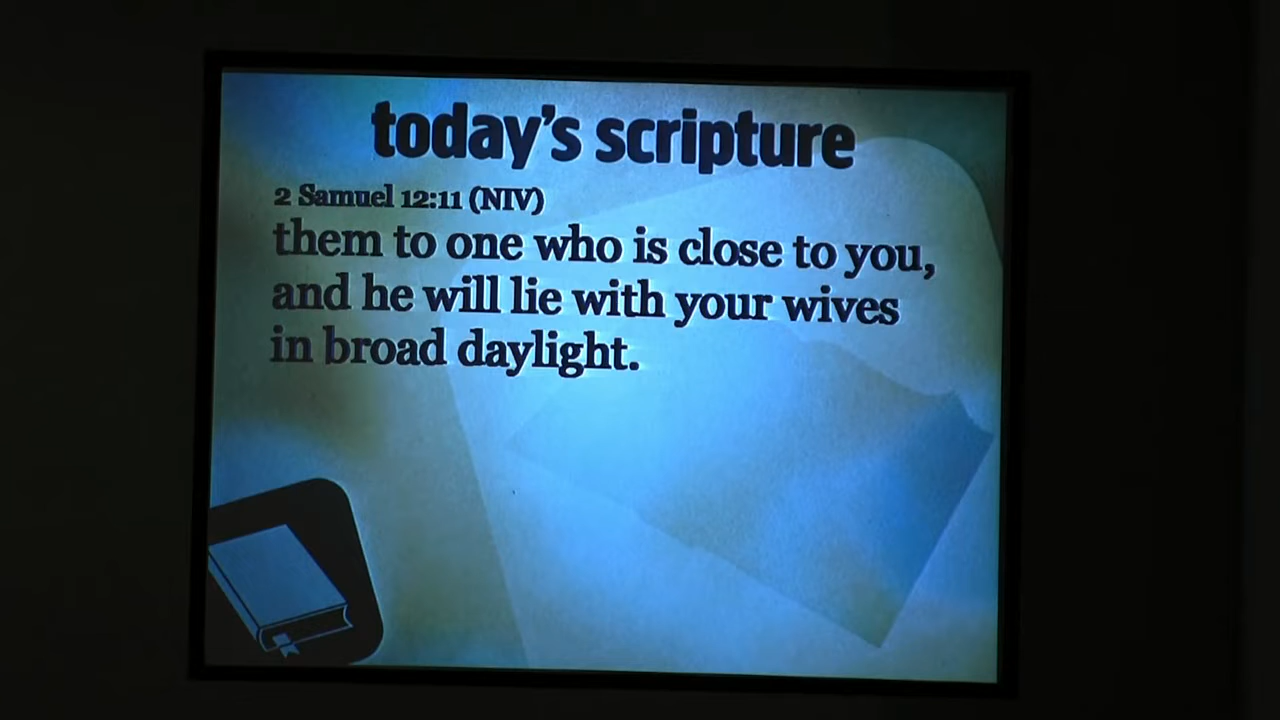 today's scripture
2 Samuel 12:11 (NIV)
them to one who is close to you,
and he will lie with your wives
in broad daylight.